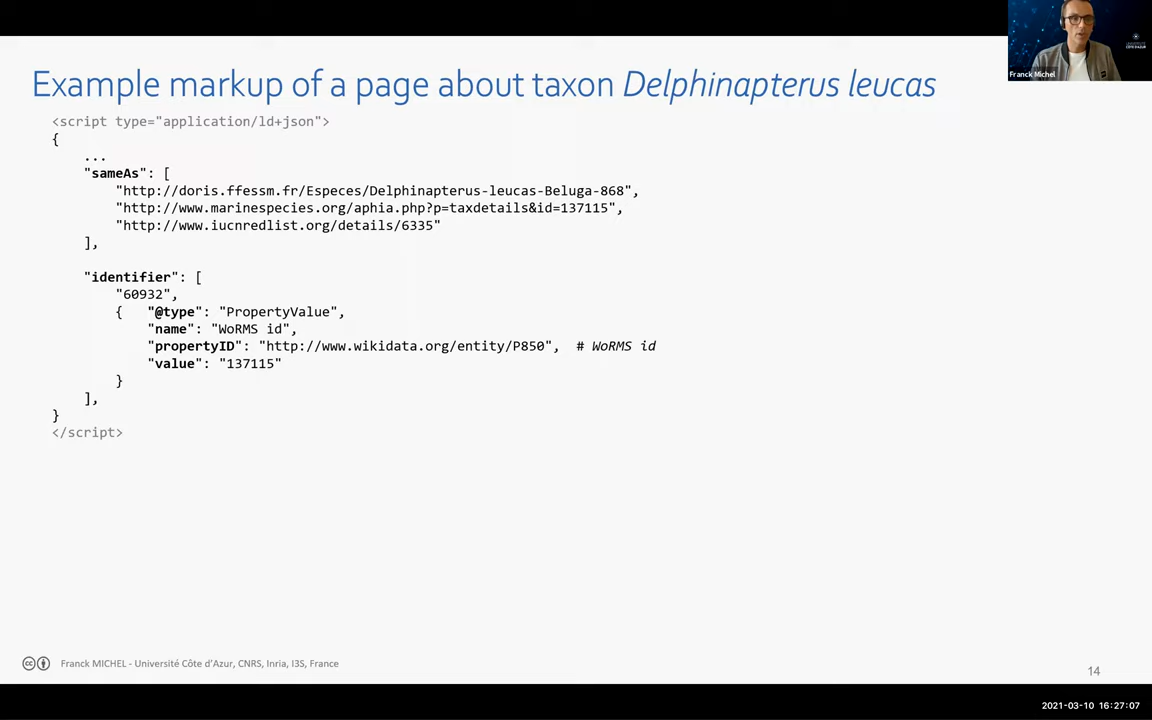 Franck Michel
Example markup of a page about taxon Delphinapterus leucas
<script type="application/ld+json">
{
...
"sameAs": [
"http://doris.ffessm.fr/Especes/Delphinapterus-leucas-Beluga-868",
"http://www.marinespecies.org/aphia.php?p=taxdetails&id=137115",
"http://www.iucnredlist.org/details/6335"
],
"identifier": [
"60932",
{ "@type": "PropertyValue",
"name": "WoRMS id",
"propertyID": "http://www.wikidata.org/entity/P850", # WoRMS id
"value": "137115"
}
],
}
</script>
Franck MICHEL - Université Côte d'Azur, CNRS, Inria, I3S, France
14
2021-03-10 16:27:07